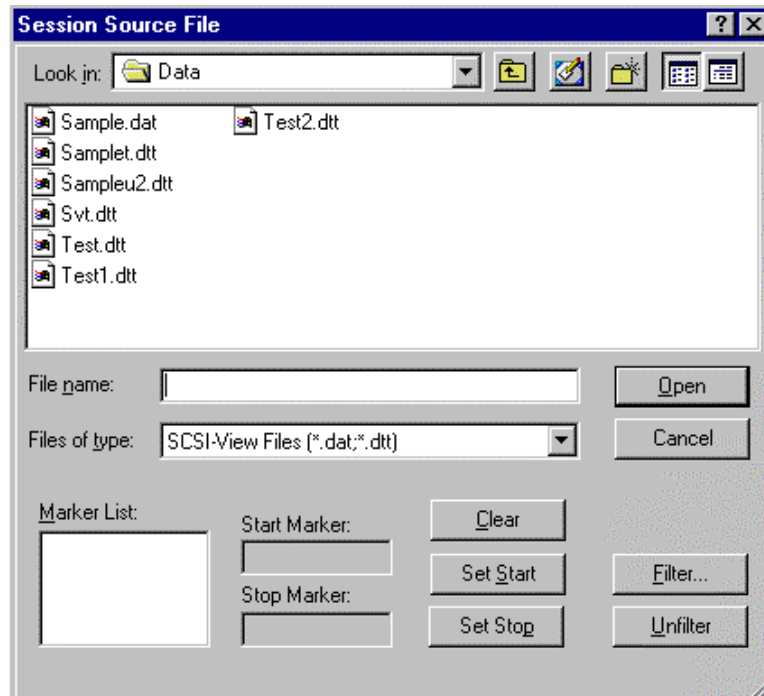 Session Source File
Look in: Data
Sample.dat
Samplet.dtt
Sampleu2.dtt
Svt.dtt
Test.dtt
Test1.dtt
Test2.dtt
File name:
Open
Files of type: SCSI-View Files (*.dat;*.dtt)
Cancel
Marker List:
Start Marker:
Stop Marker:
Clear
Set Start
Set Stop
Filter...
Unfilter